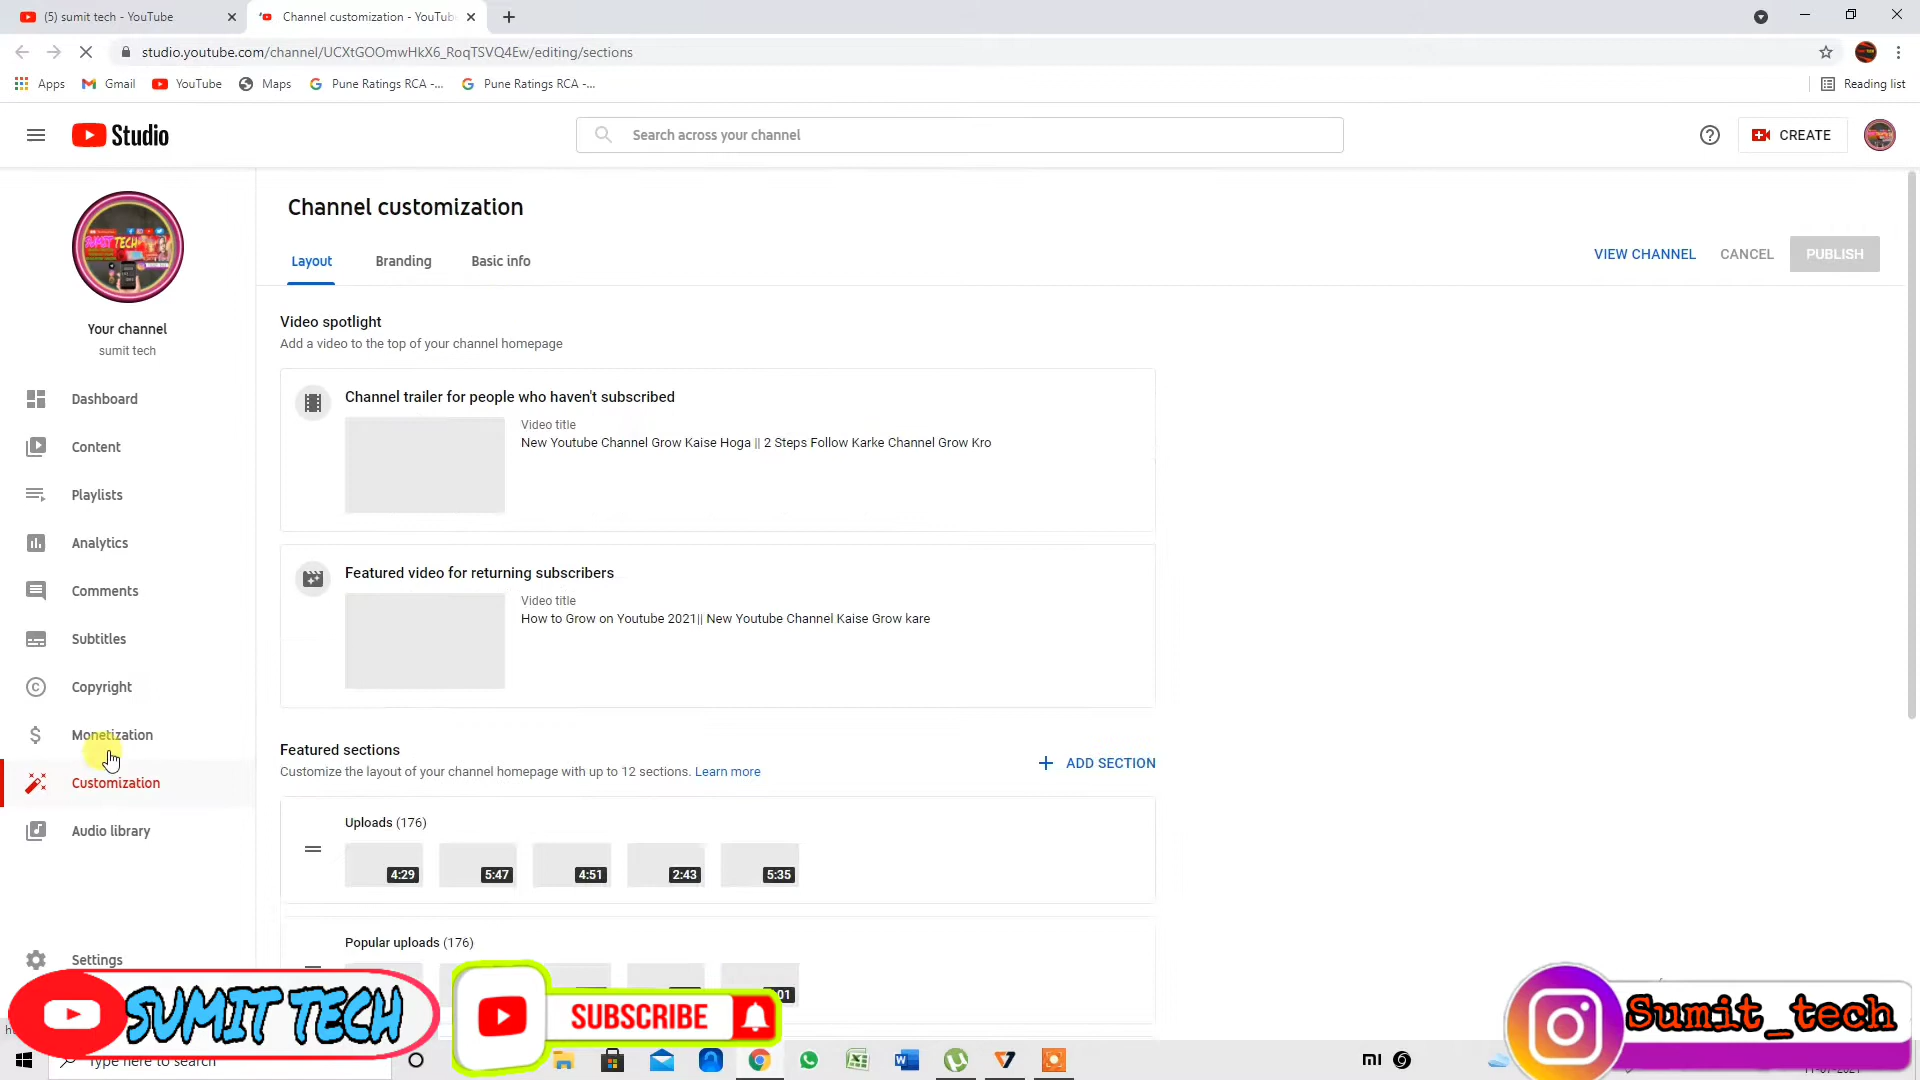 (5) sumit tech - YouTube
Channel customization - YouTub
studio.youtube.com/channel/UCXtGOOmwHkX6_RoqTSVQ4Ew/editing/sections
Apps
Gmail
YouTube
Maps
Pune Ratings RCA -...
Pune Ratings RCA -...
Reading list
Studio
Search across your channel
CREATE
SUMIT TECH
Your channel
sumit tech
Dashboard
Content
Playlists
Analytics
Comments
Subtitles
Copyright
Monetization
Customization
Audio library
Settings
Channel customization
Layout
Branding
Basic info
VIEW CHANNEL
CANCEL
PUBLISH
Video spotlight
Add a video to the top of your channel homepage
Channel trailer for people who haven't subscribed
Video title
New Youtube Channel Grow Kaise Hoga || 2 Steps Follow Karke Channel Grow Kro
Featured video for returning subscribers
Video title
How to Grow on Youtube 2021|| New Youtube Channel Kaise Grow kare
Featured sections
Customize the layout of your channel homepage with up to 12 sections. Learn more
ADD SECTION
Uploads (176)
4:29
5:47
4:51
2:43
5:35
Popular uploads (176)
SUMIT TECH
SUBSCRIBE
Sumit_tech
Type here to search